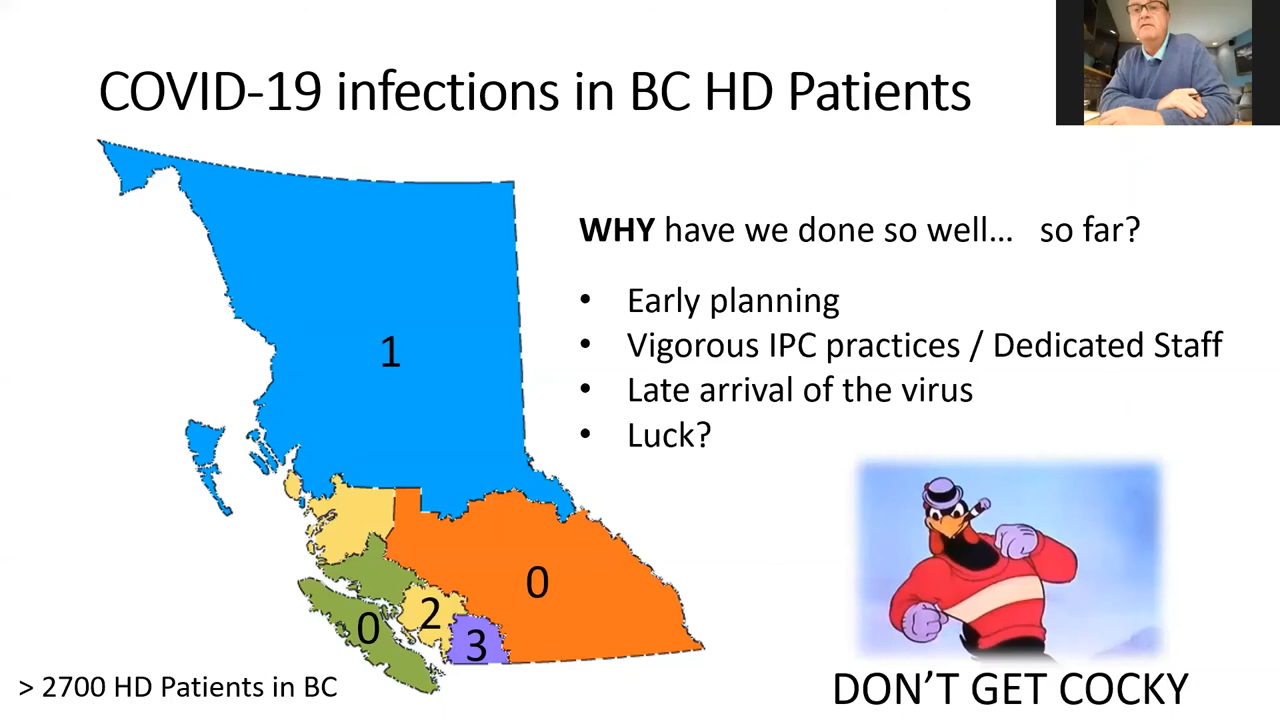 COVID-19 infections in BC HD Patients
WHY have we done so well... so far?
• Early planning
• Vigorous IPC practices / Dedicated Staff
• Late arrival of the virus
• Luck?
1
0
0
2
3
> 2700 HD Patients in BC
DON'T GET COCKY